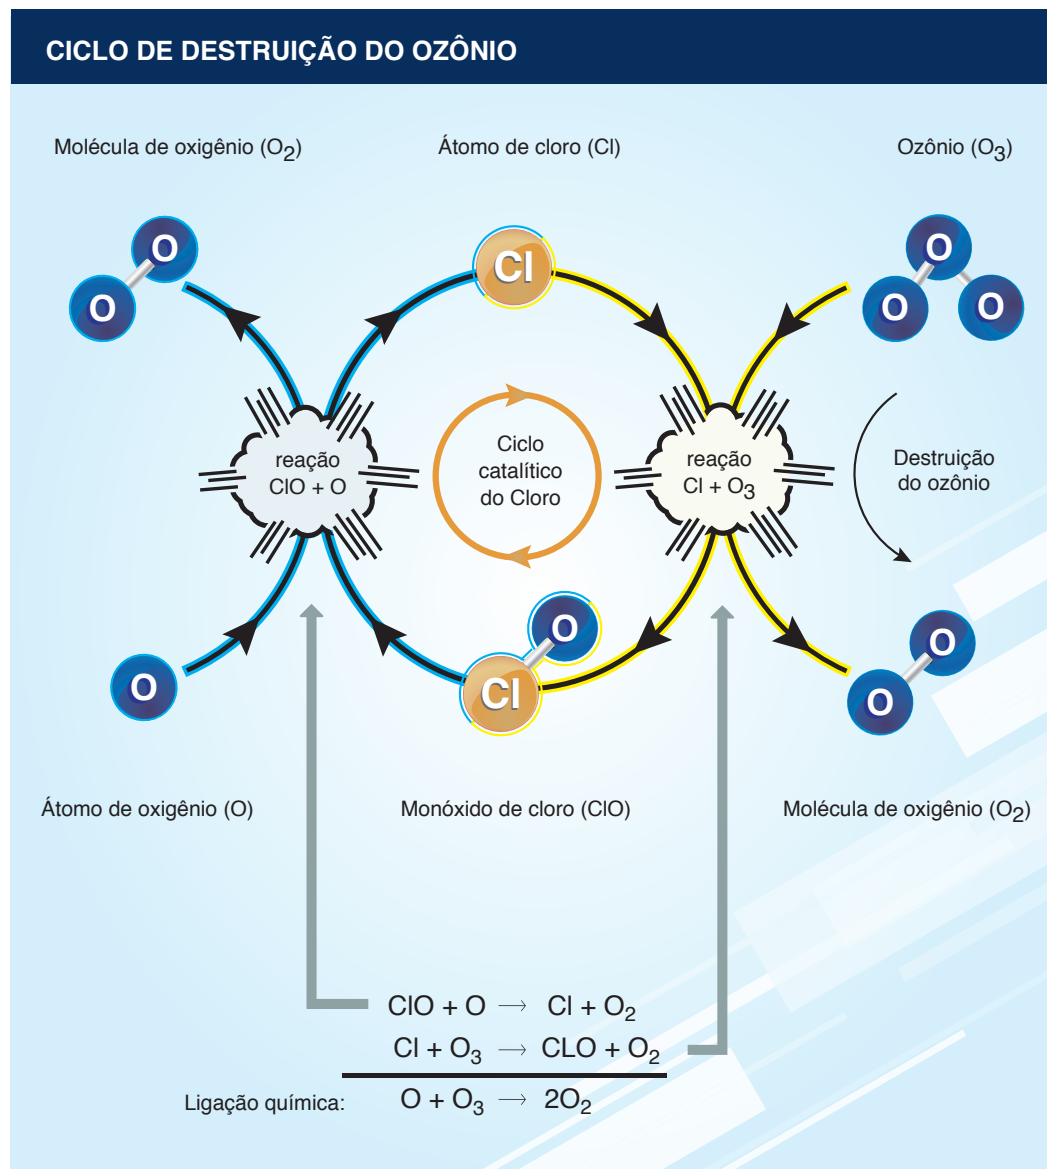 CICLO DE DESTRUIÇÃO DO OZÔNIO
Molécula de oxigênio (O2)
Átomo de cloro (Cl)
Ozônio (O3)
O
O
Cl
O
O
O
reação
ClO + O
Ciclo
catalítico
do Cloro
reação
Cl + O3
Destruição
do ozônio
O
Cl
O
O
O
Átomo de oxigênio (O)
Monóxido de cloro (ClO)
Molécula de oxigênio (O2)
ClO + O → Cl + O2
Cl + O3 → CLO + O2
Ligação química: O + O3 → 2O2